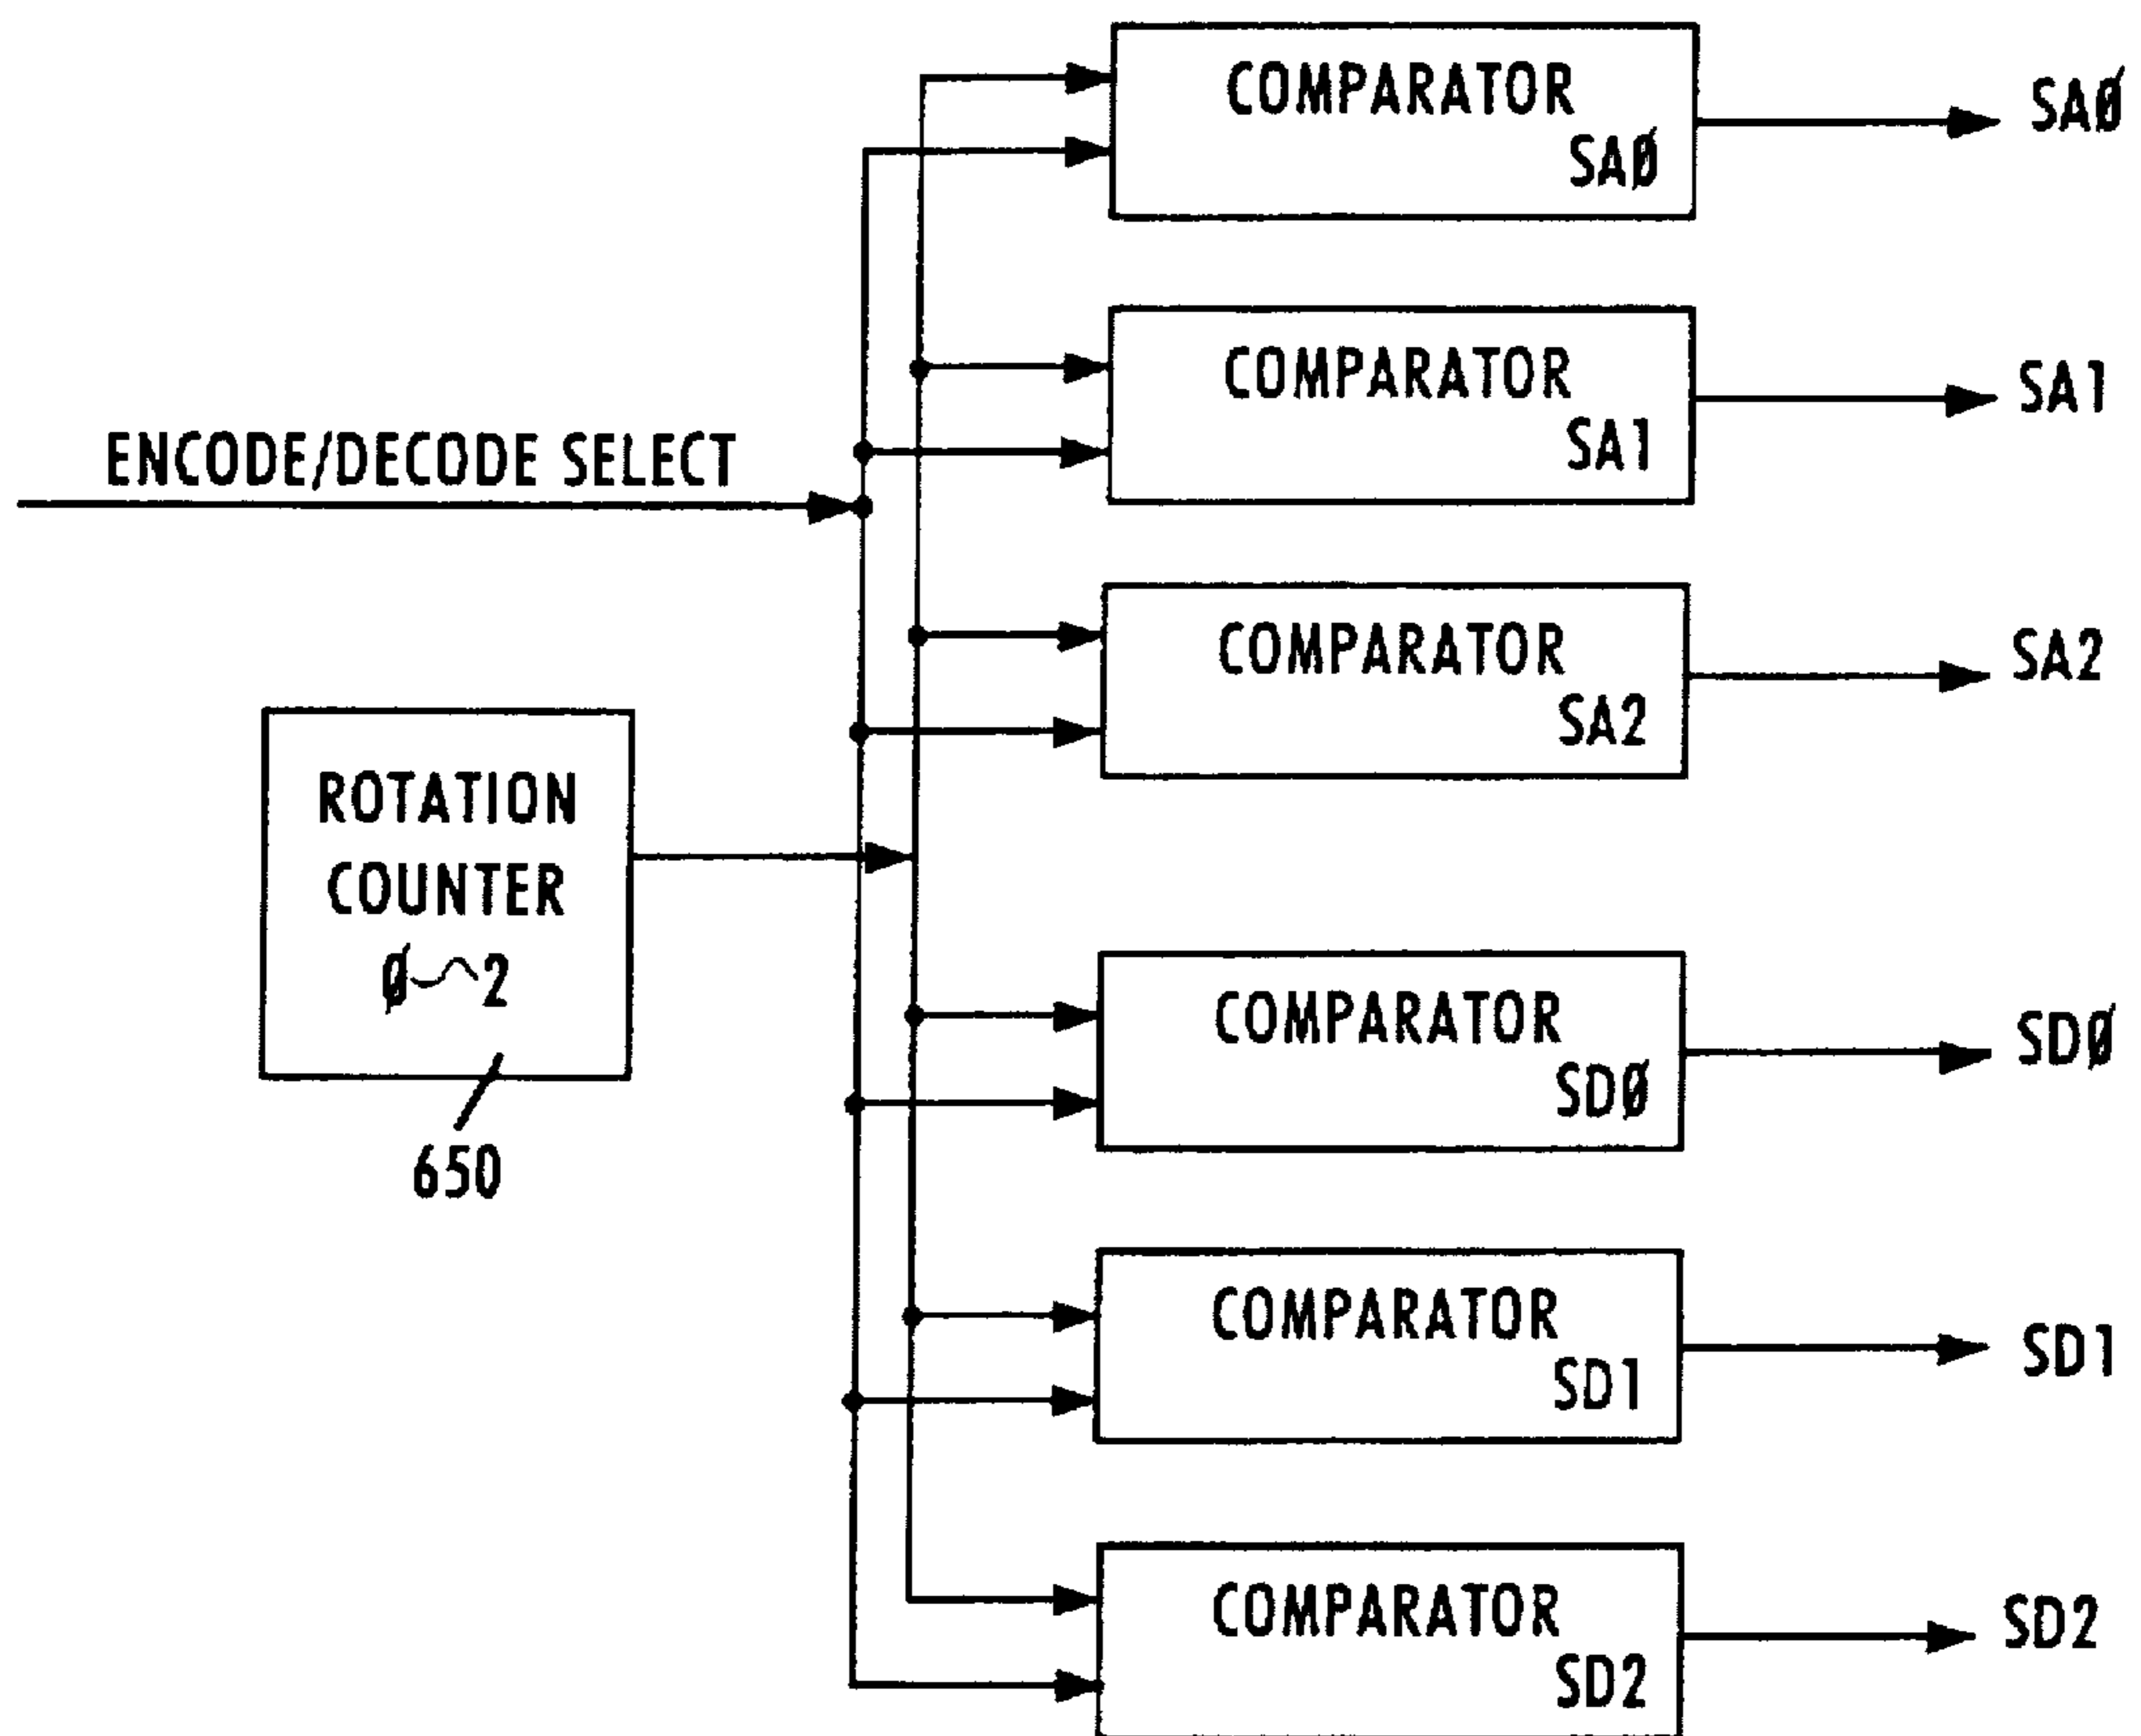 COMPARATOR
SAØ
SAØ
COMPARATOR
SA1
SA1
ENCODE/DECODE SELECT
COMPARATOR
SA2
SA2
ROTATION
COUNTER
Ø~2
650
COMPARATOR
SDØ
SDØ
COMPARATOR
SD1
SD1
COMPARATOR
SD2
SD2